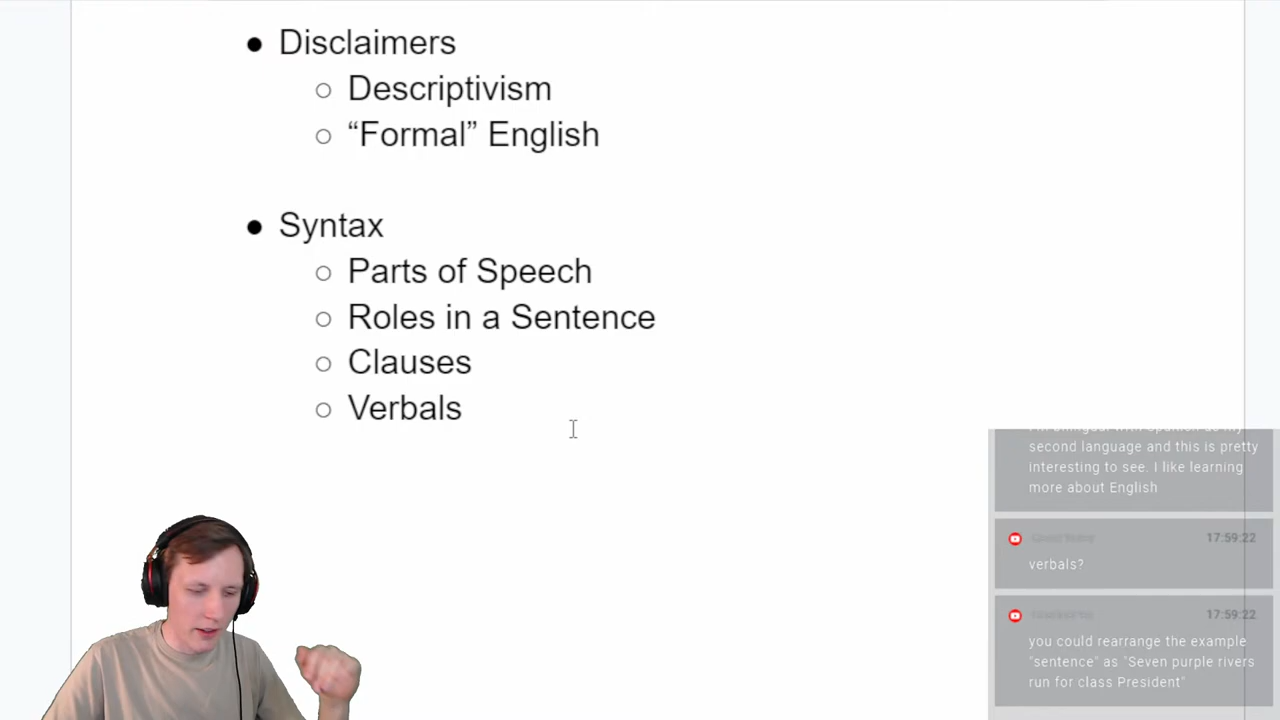 Disclaimers
Descriptivism
“Formal” English
Syntax
Parts of Speech
Roles in a Sentence
Clauses
Verbals
second language and this is pretty
interesting to see. I like learning
more about English
17:59:22
verbals?
17:59:22
you could rearrange the example
"sentence" as "Seven purple rivers
run for class President"